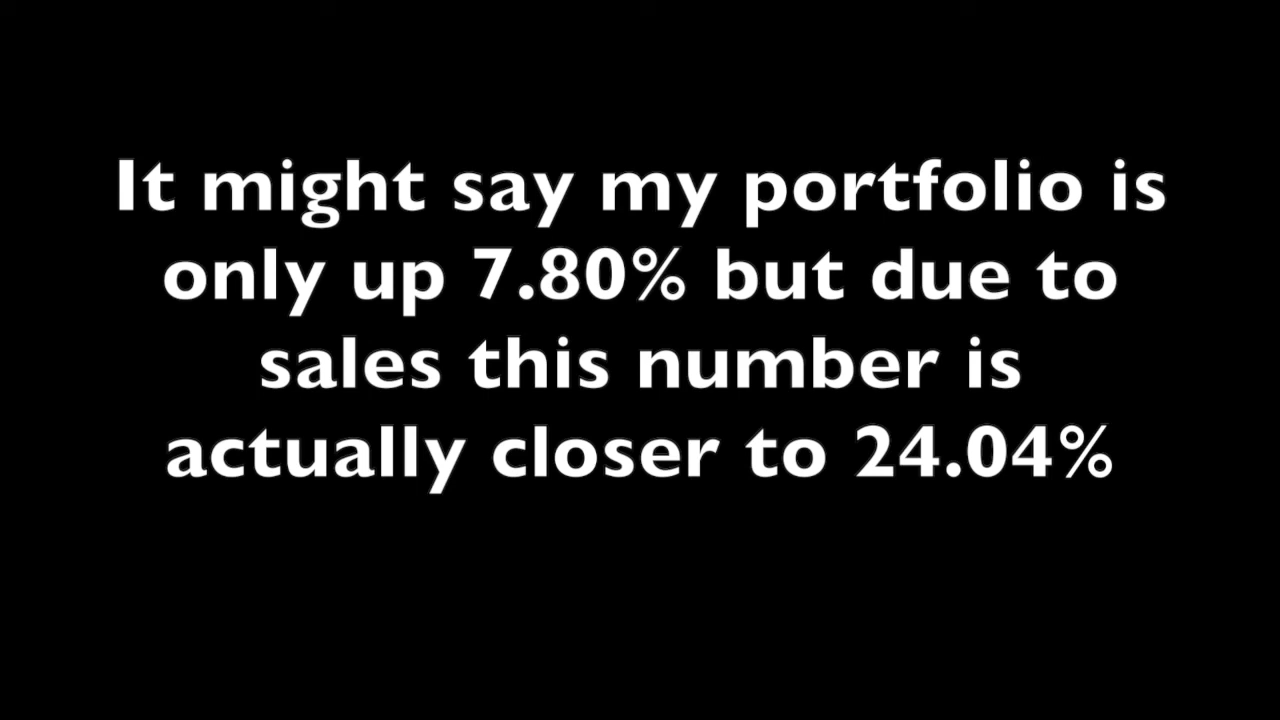 It might say my portfolio is
only up 7.80% but due to
sales this number is
actually closer to 24.04%